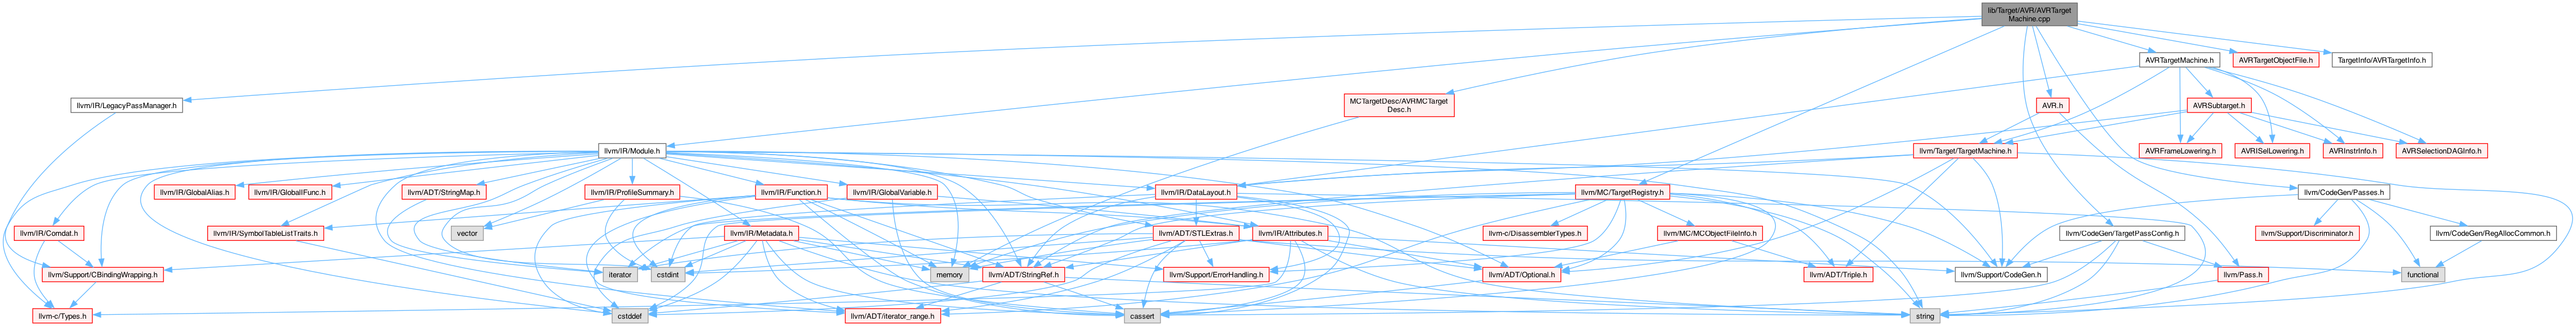 lib/Target/AVR/AVRTarget
Machine.cpp
AVRTargetMachine.h
AVRTargetObjectFile.h
TargetInfo/AVRTargetInfo.h
llvm/IR/LegacyPassManager.h
MCTargetDesc/AVRMCTarget
Desc.h
AVR.h
AVRSubtarget.h
llvm/IR/Module.h
llvm/Target/TargetMachine.h
AVRFrameLowering.h
AVRISelLowering.h
AVRInstrInfo.h
AVRSelectionDAGInfo.h
llvm/IR/GlobalAlias.h
llvm/IR/GlobalIFunc.h
llvm/ADT/StringMap.h
llvm/IR/ProfileSummary.h
llvm/IR/Function.h
llvm/IR/GlobalVariable.h
llvm/IR/DataLayout.h
llvm/MC/TargetRegistry.h
llvm/CodeGen/Passes.h
llvm/IR/Comdat.h
llvm/IR/SymbolTableListTraits.h
vector
llvm/IR/Metadata.h
llvm/ADT/STLExtras.h
llvm/IR/Attributes.h
llvm-c/DisassemblerTypes.h
llvm/MC/MCObjectFileInfo.h
llvm/CodeGen/TargetPassConfig.h
llvm/Support/Discriminator.h
llvm/CodeGen/RegAllocCommon.h
llvm/Support/CBindingWrapping.h
iterator
cstdint
memory
llvm/ADT/StringRef.h
llvm/Support/ErrorHandling.h
llvm/ADT/Optional.h
llvm/ADT/Triple.h
llvm/Support/CodeGen.h
llvm/Pass.h
functional
llvm-c/Types.h
cstddef
llvm/ADT/iterator_range.h
cassert
string